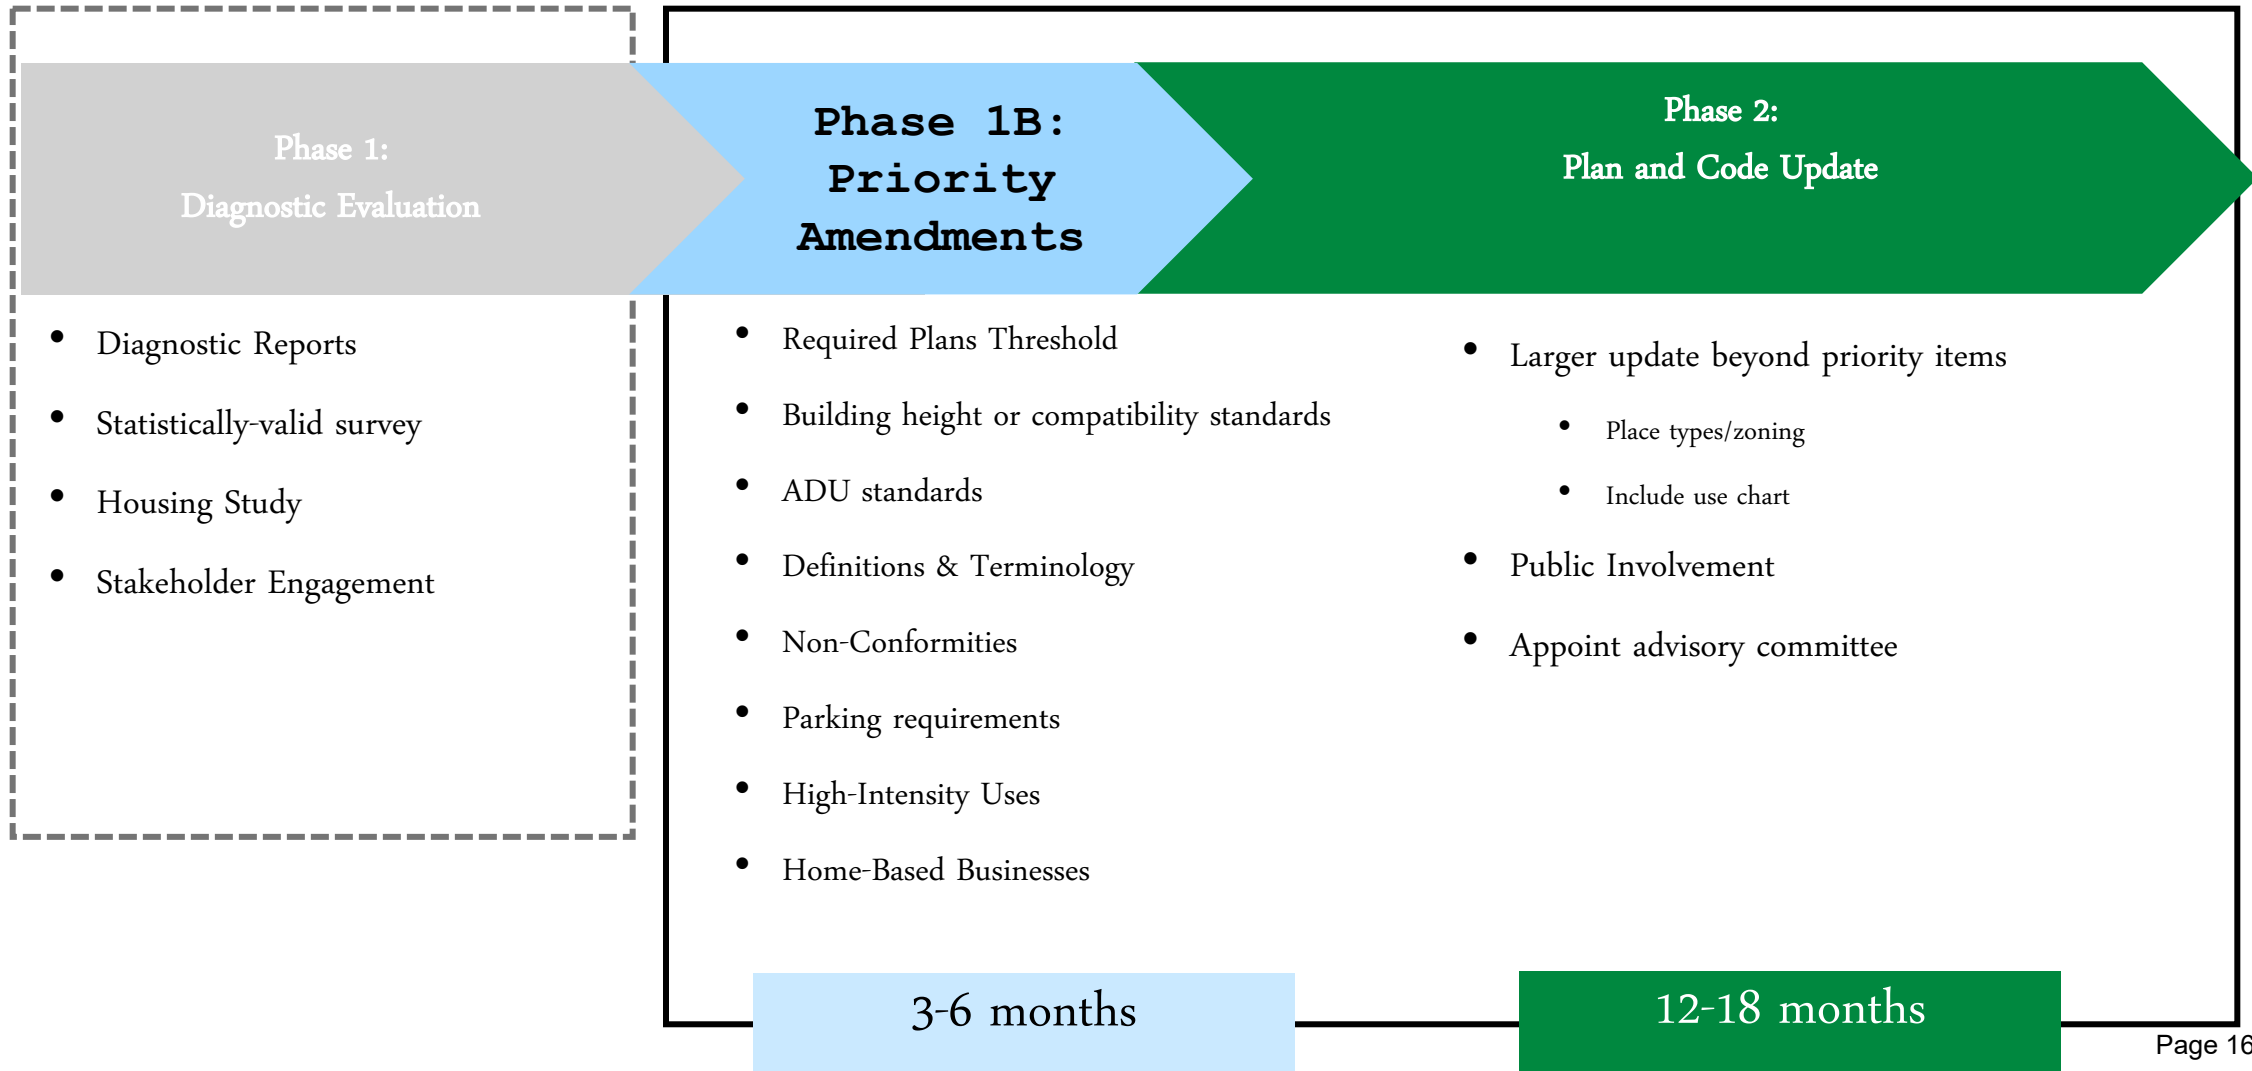 Phase 1:
Diagnostic Evaluation
• Diagnostic Reports
• Statistically-valid survey
• Housing Study
• Stakeholder Engagement
Phase 1B:
Priority
Amendments
• Required Plans Threshold
• Building height or compatibility standards
• ADU standards
• Definitions & Terminology
• Non-Conformities
• Parking requirements
• High-Intensity Uses
• Home-Based Businesses
3-6 months
Phase 2:
Plan and Code Update
• Larger update beyond priority items
• Place types/zoning
• Include use chart
• Public Involvement
• Appoint advisory committee
12-18 months
Page 16